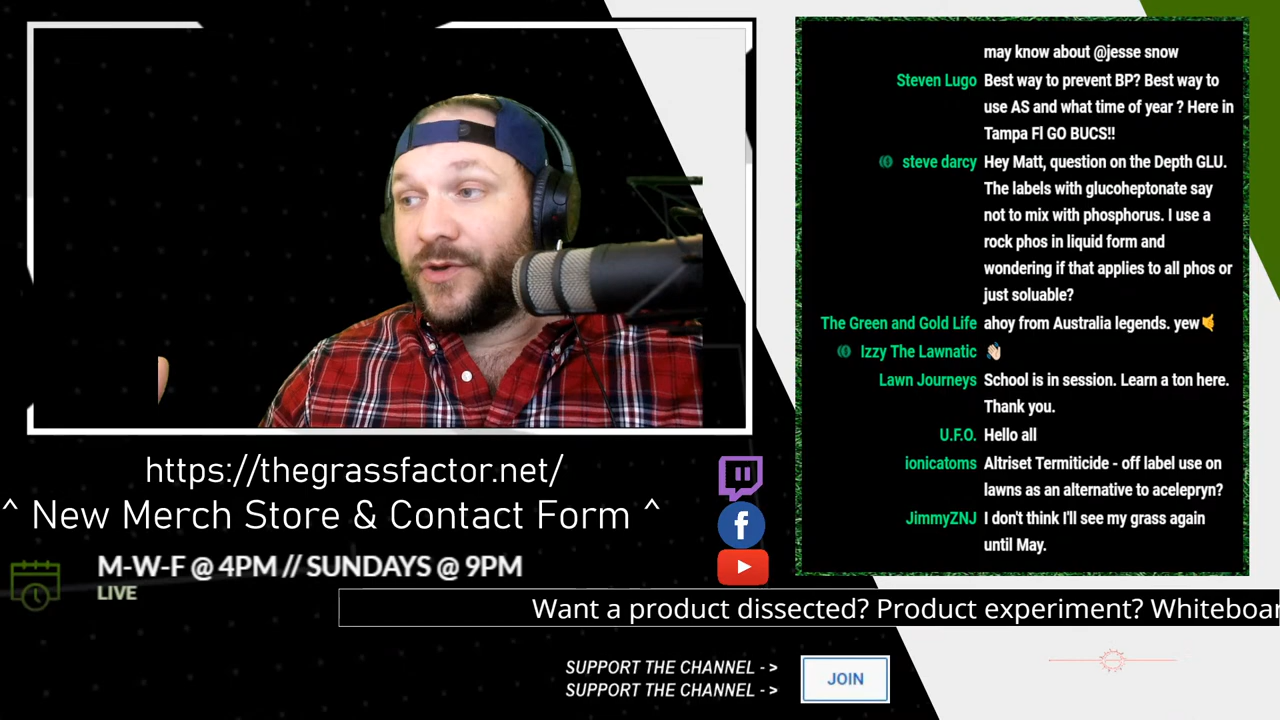 may know about @jesse snow
Steven Lugo Best way to prevent BP? Best way to
use AS and what time of year ? Here in
Tampa Fl GO BUCS!!
steve darcy Hey Matt, question on the Depth GLU.
The labels with glucoheptonate say
not to mix with phosphorus. I use a
rock phos in liquid form and
wondering if that applies to all phos or
just soluable?
The Green and Gold Life ahoy from Australia legends. yew🤙
Izzy The Lawnatic 👋🏻
Lawn Journeys School is in session. Learn a ton here.
Thank you.
U.F.O. Hello all
ionicatoms Altriset Termiticide - off label use on
lawns as an alternative to acelepryn?
JimmyZNJ I don't think I'll see my grass again
until May.
https://thegrassfactor.net/
^ New Merch Store & Contact Form ^
M-W-F @ 4PM // SUNDAYS @ 9PM
LIVE
Want a product dissected? Product experiment? Whiteboar
SUPPORT THE CHANNEL - >
SUPPORT THE CHANNEL - >
JOIN